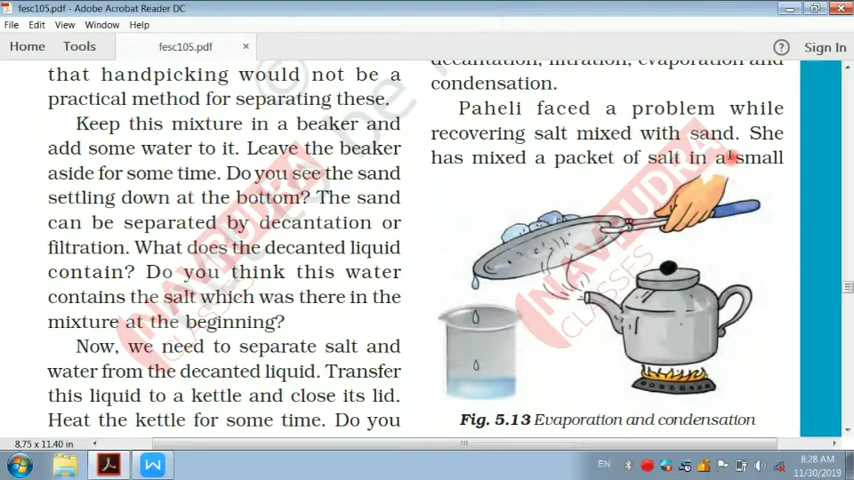 fesc105.pdf - Adobe Acrobat Reader DC
File Edit View Window Help
Home Tools fesc105.pdf × ? Sign In
that handpicking would not be a
practical method for separating these.
Keep this mixture in a beaker and
add some water to it. Leave the beaker
aside for some time. Do you see the sand
settling down at the bottom? The sand
can be separated by decantation or
filtration. What does the decanted liquid
contain? Do you think this water
contains the salt which was there in the
mixture at the beginning?
Now, we need to separate salt and
water from the decanted liquid. Transfer
this liquid to a kettle and close its lid.
Heat the kettle for some time. Do you
decantation, filtration, evaporation and
condensation.
Paheli faced a problem while
recovering salt mixed with sand. She
has mixed a packet of salt in a small
Fig. 5.13 Evaporation and condensation
NAVRUDRA
CLASSES
NAVRUDRA
CLASSES
© be
8.75 x 11.40 in
EN
8:28 AM
11/30/2019